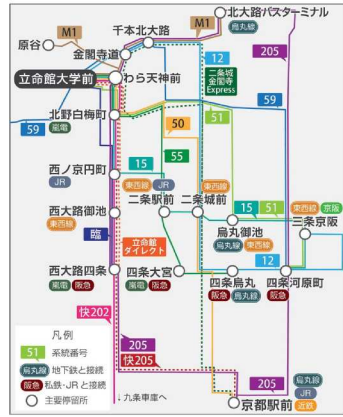 北大路バスターミナル
烏丸線
M1
千本北大路
M1
原谷
金閣寺道
205
12
二条城
金閣寺
Express
立命館大学前
わら天神前
北野白梅町
嵐電
59
59
51
50
55
西ノ京円町
JR
15
東西線
JR
二条駅前
東西線
二条城前
西大路御池
東西線
15
51
東西線
京阪
三条京阪
烏丸御池
烏丸線
東西線
臨
立命館
ダイレクト
12
西大路四条
嵐電
阪急
四条大宮
嵐電
阪急
四条烏丸
阪急
烏丸線
四条河原町
阪急
快202
205
快205
205
烏丸線
JR
近鉄
京都駅前
↓九条車庫へ
凡例
51
系統番号
烏丸線
地下鉄と接続
阪急
私鉄・JRと接続
主要停留所